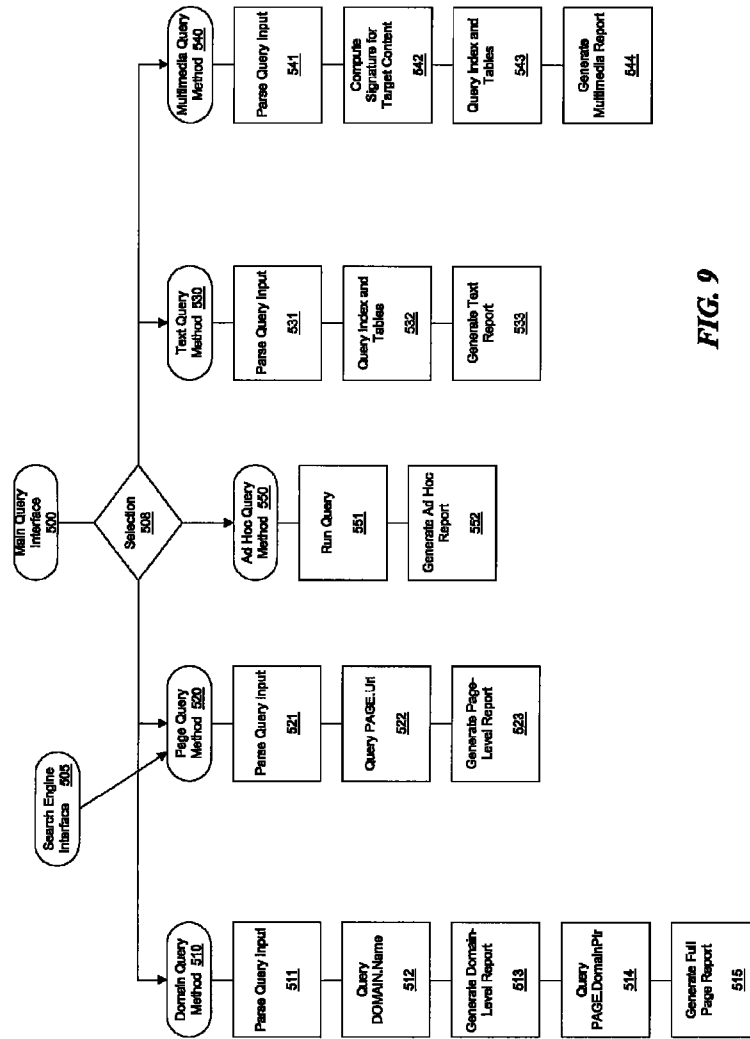 Main Query
Interface 500
Search Engine
Interface 505
Selection
508
Domain Query
Method 510
Parse Query Input
511
Query
DOMAIN.Name
512
Generate Domain-
Level Report
513
Query
PAGE.DomainPtr
514
Generate Full
Page Report
515
Page Query
Method 520
Parse Query Input
521
Query PAGE.Url
522
Generate Page-
Level Report
523
Ad Hoc Query
Method 550
Run Query
551
Generate Ad Hoc
Report
552
Text Query
Method 530
Parse Query Input
531
Query Index and
Tables
532
Generate Text Report
533
Multimedia Query
Method 540
Parse Query Input
541
Compute
Signature for
Target Content
542
Query Index and
Tables
543
Generate
Multimedia Report
544
FIG. 9